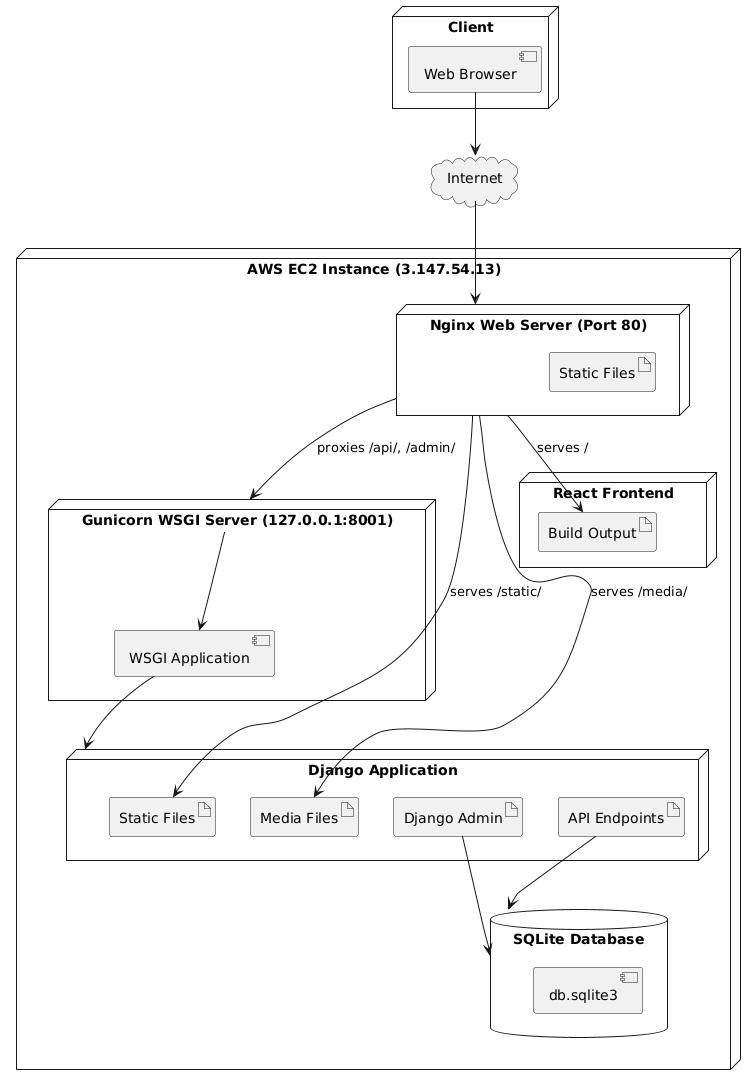 Client
Web Browser
Internet
AWS EC2 Instance (3.147.54.13)
Nginx Web Server (Port 80)
Static Files
proxies /api/, /admin/
serves /
React Frontend
Build Output
Gunicorn WSGI Server (127.0.0.1:8001)
serves /static/
serves /media/
WSGI Application
Django Application
Static Files
Media Files
Django Admin
API Endpoints
SQLite Database
db.sqlite3